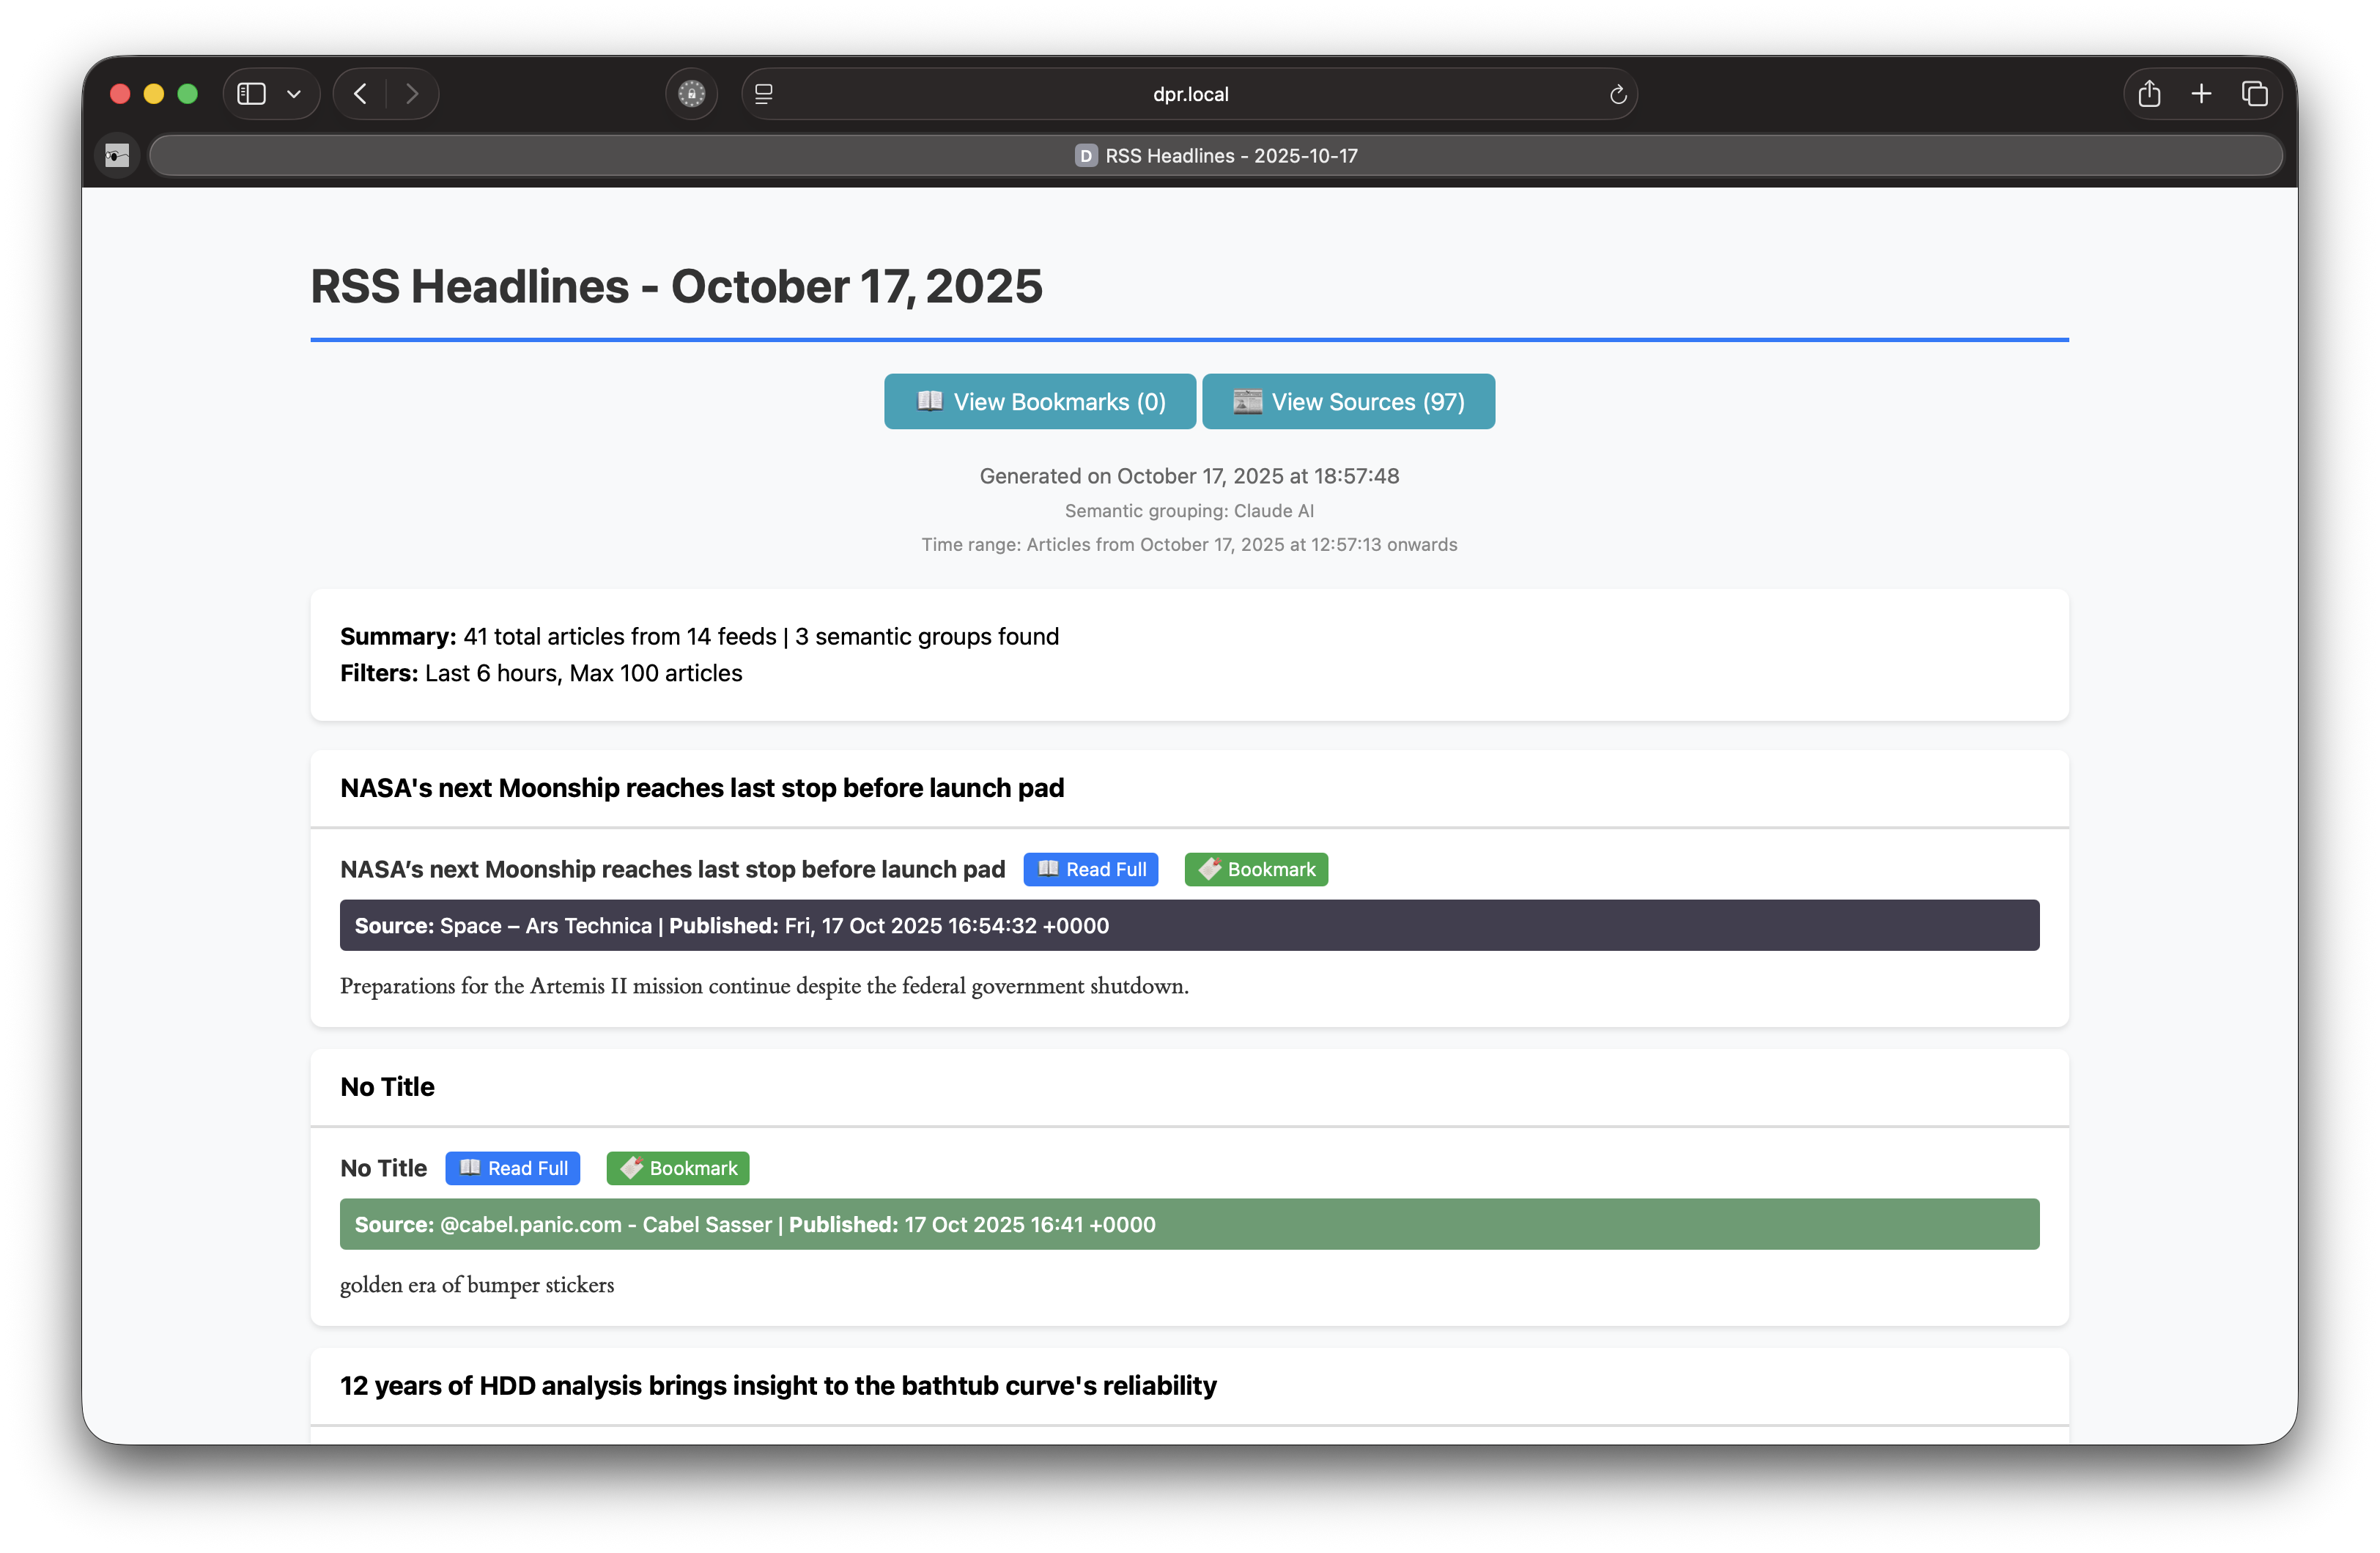 dpr.local
D RSS Headlines - 2025-10-17
RSS Headlines - October 17, 2025
View Bookmarks (0) View Sources (97)
Generated on October 17, 2025 at 18:57:48
Semantic grouping: Claude AI
Time range: Articles from October 17, 2025 at 12:57:13 onwards
Summary: 41 total articles from 14 feeds | 3 semantic groups found
Filters: Last 6 hours, Max 100 articles
NASA's next Moonship reaches last stop before launch pad
NASA’s next Moonship reaches last stop before launch pad Read Full Bookmark
Source: Space – Ars Technica | Published: Fri, 17 Oct 2025 16:54:32 +0000
Preparations for the Artemis II mission continue despite the federal government shutdown.
No Title
No Title Read Full Bookmark
Source: @cabel.panic.com - Cabel Sasser | Published: 17 Oct 2025 16:41 +0000
golden era of bumper stickers
12 years of HDD analysis brings insight to the bathtub curve's reliability